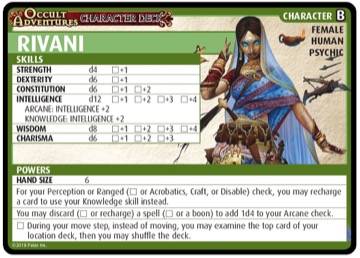 OCCULT
ADVENTURES CHARACTER DECK
CHARACTER B
RIVANI
FEMALE
HUMAN
PSYCHIC
SKILLS
STRENGTH d4 □+1
DEXTERITY d6 □+1
CONSTITUTION d6 □+1 □+2
INTELLIGENCE d12 □+1 □+2 □+3 □+4
ARCANE: INTELLIGENCE +2
KNOWLEDGE: INTELLIGENCE +2
WISDOM d8 □+1 □+2 □+3 □+4
CHARISMA d6 □+1 □+2 □+3
POWERS
HAND SIZE 6
For your Perception or Ranged (□ or Acrobatics, Craft, or Disable) check, you may recharge
a card to use your Knowledge skill instead.
You may discard (□ or recharge) a spell (□ or a boon) to add 1d4 to your Arcane check.
□ During your move step, instead of moving, you may examine the top card of your
location deck, then you may shuffle the deck.
©2016 Paizo Inc.